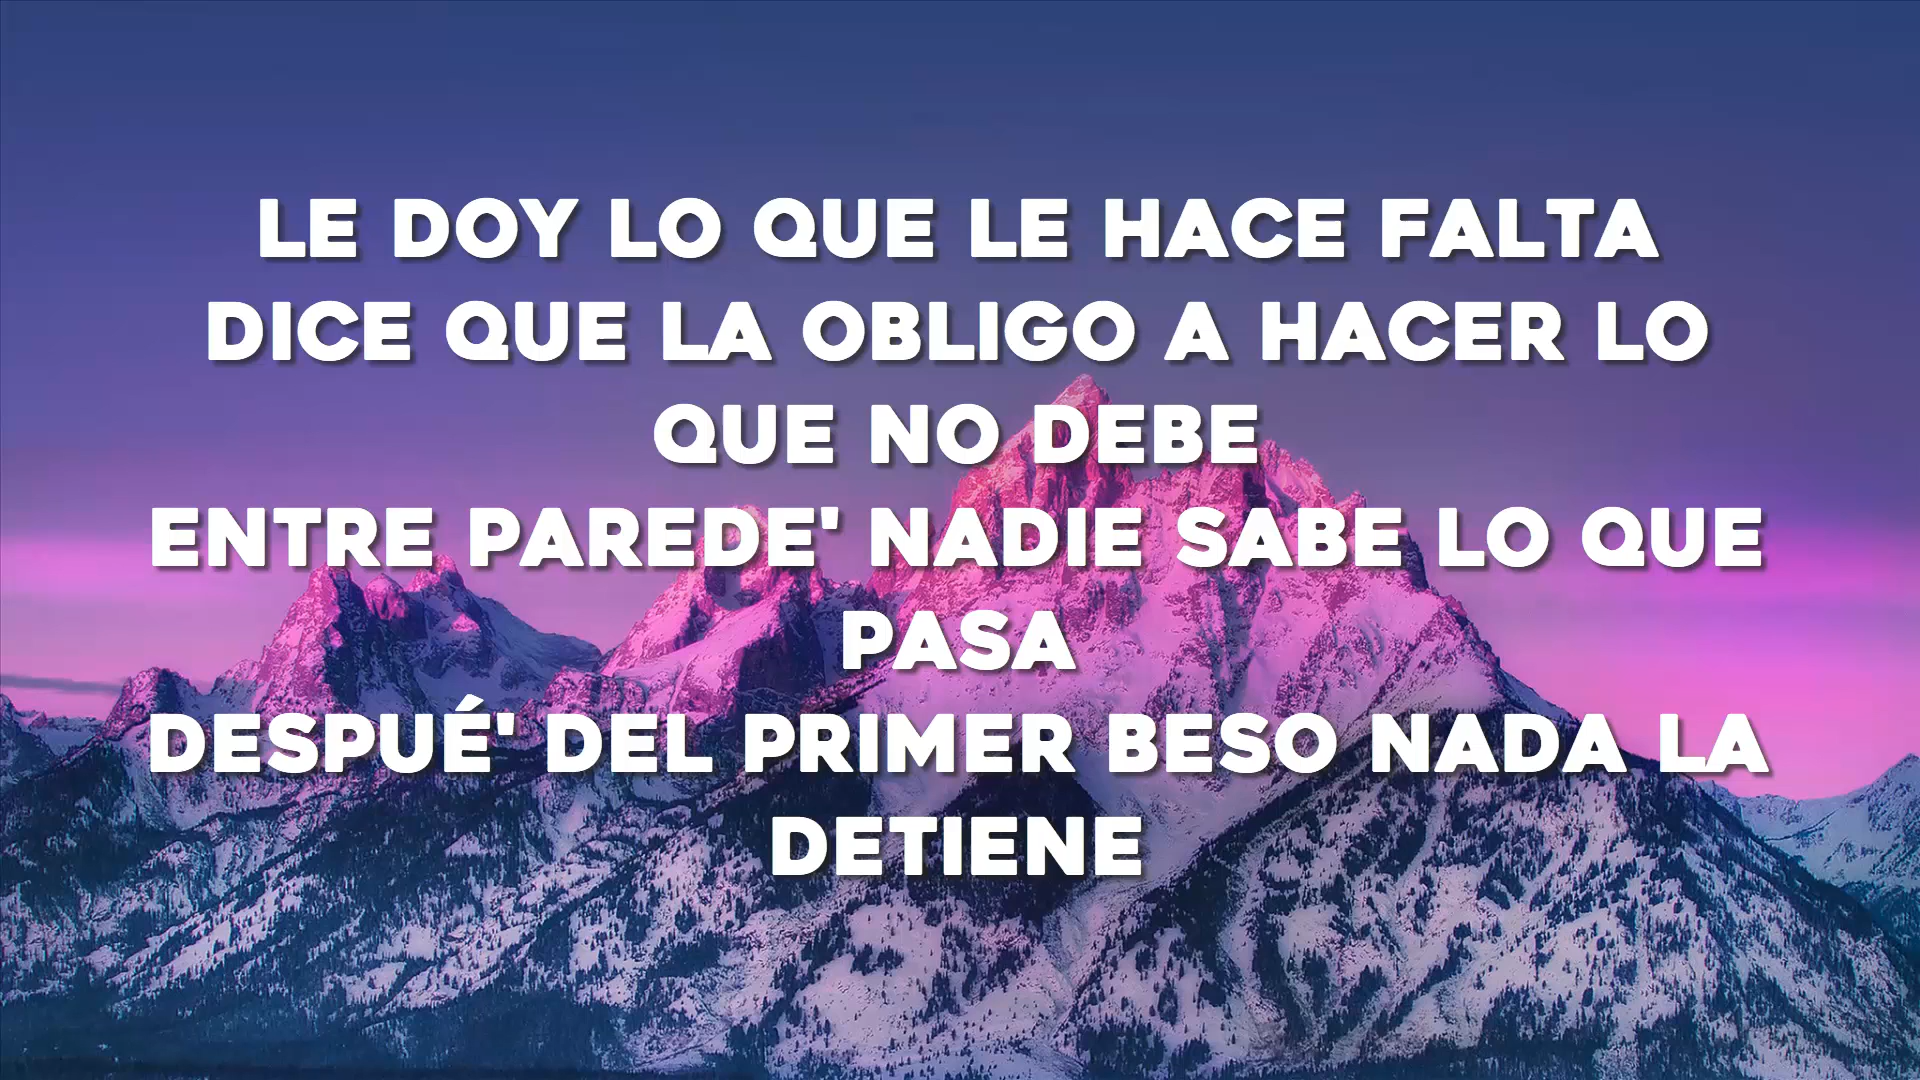 LE DOY LO QUE LE HACE FALTA
DICE QUE LA OBLIGO A HACER LO
QUE NO DEBE
ENTRE PAREDE' NADIE SABE LO QUE
PASA
DESPUÉ' DEL PRIMER BESO NADA LA
DETIENE